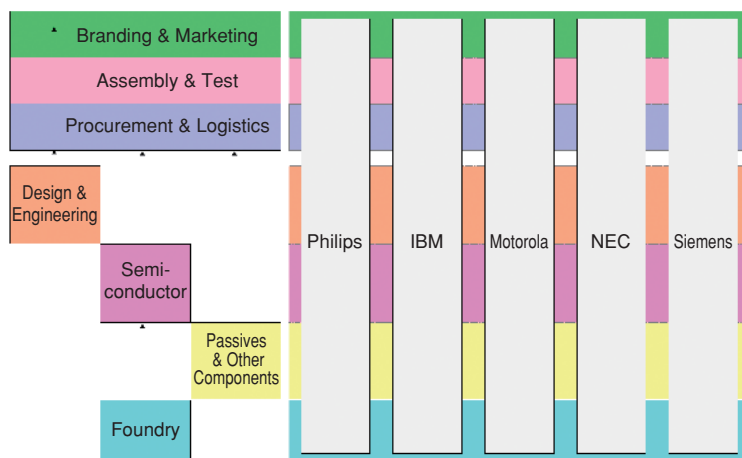 Branding & Marketing
Assembly & Test
Procurement & Logistics
Design &
Engineering
Philips
IBM
Motorola
NEC
Siemens
Semi-
conductor
Passives
& Other
Components
Foundry